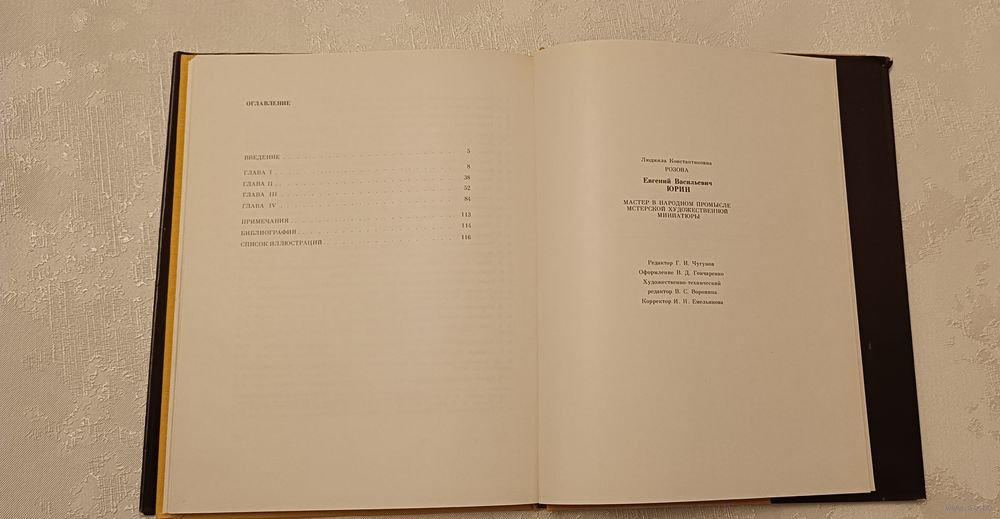 ОГЛАВЛЕНИЕ
ВВЕДЕНИЕ 5
ГЛАВА I 8
ГЛАВА II 38
ГЛАВА III 52
ГЛАВА IV 84
ПРИМЕЧАНИЯ 113
БИБЛИОГРАФИЯ 114
СПИСОК ИЛЛЮСТРАЦИЙ 116
Людмила Константиновна
РОЗОВА
Евгений Васильевич
ЮРИН
МАСТЕР В НАРОДНОМ ПРОМЫСЛЕ
МСТЕРСКОЙ ХУДОЖЕСТВЕННОЙ
МИНИАТЮРЫ
Редактор Г. И. Чугунов
Оформление В. Д. Гончаренко
Художественно-технический
редактор В. С. Воронина
Корректор И. Н. Емельянова